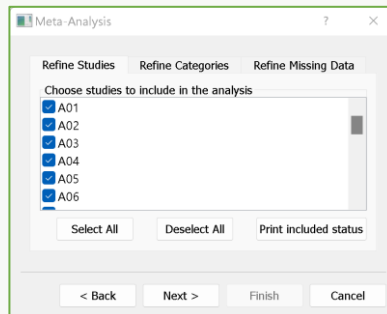 Meta-Analysis ? ×
Refine Studies Refine Categories Refine Missing Data
Choose studies to include in the analysis
A01
A02
A03
A04
A05
A06
Select All Deselect All Print included status
< Back Next > Finish Cancel